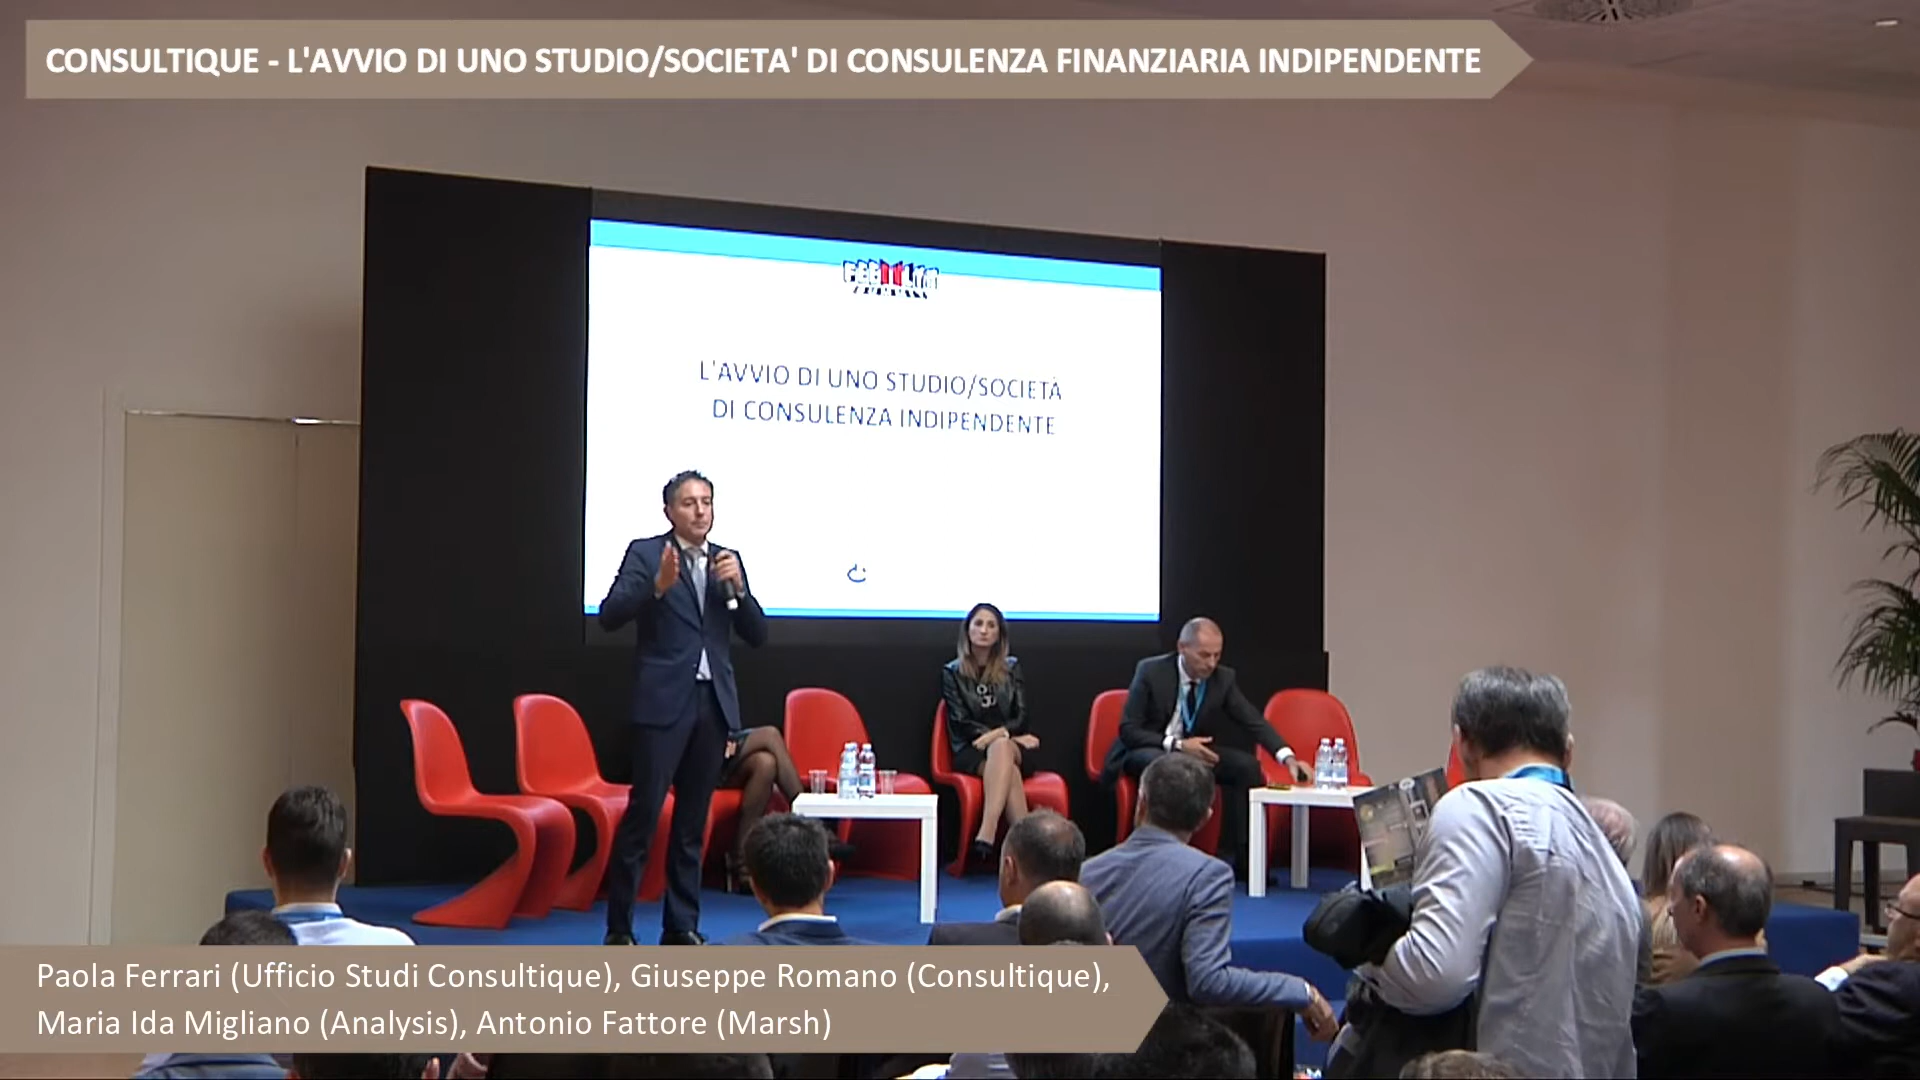 CONSULTIQUE - L'AVVIO DI UNO STUDIO/SOCIETA' DI CONSULENZA FINANZIARIA INDIPENDENTE
L'AVVIO DI UNO STUDIO/SOCIETÀ
DI CONSULENZA INDIPENDENTE
Paola Ferrari (Ufficio Studi Consultique), Giuseppe Romano (Consultique),
Maria Ida Migliano (Analysis), Antonio Fattore (Marsh)